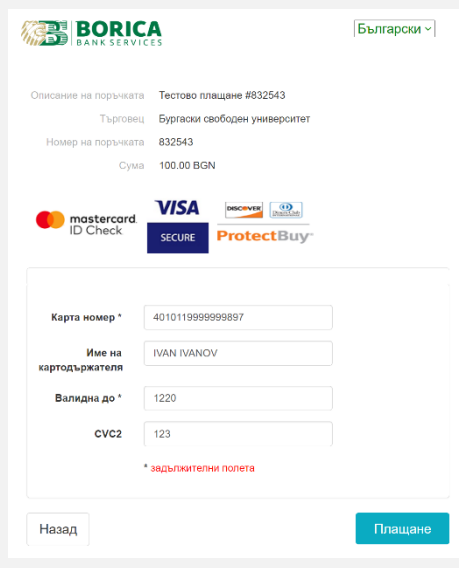 BORICA
BANK SERVICES
Български
Описание на поръчката Тестово плащане #832543
Търговец Бургаски свободен университет
Номер на поръчката 832543
Сума 100.00 BGN
mastercard.
ID Check
VISA
SECURE
DISCOVER
Diners Club
ProtectBuy
Карта номер * 4010119999999897
Име на картодържателя IVAN IVANOV
Валидна до * 1220
CVC2 123
* задължителни полета
Назад Плащане